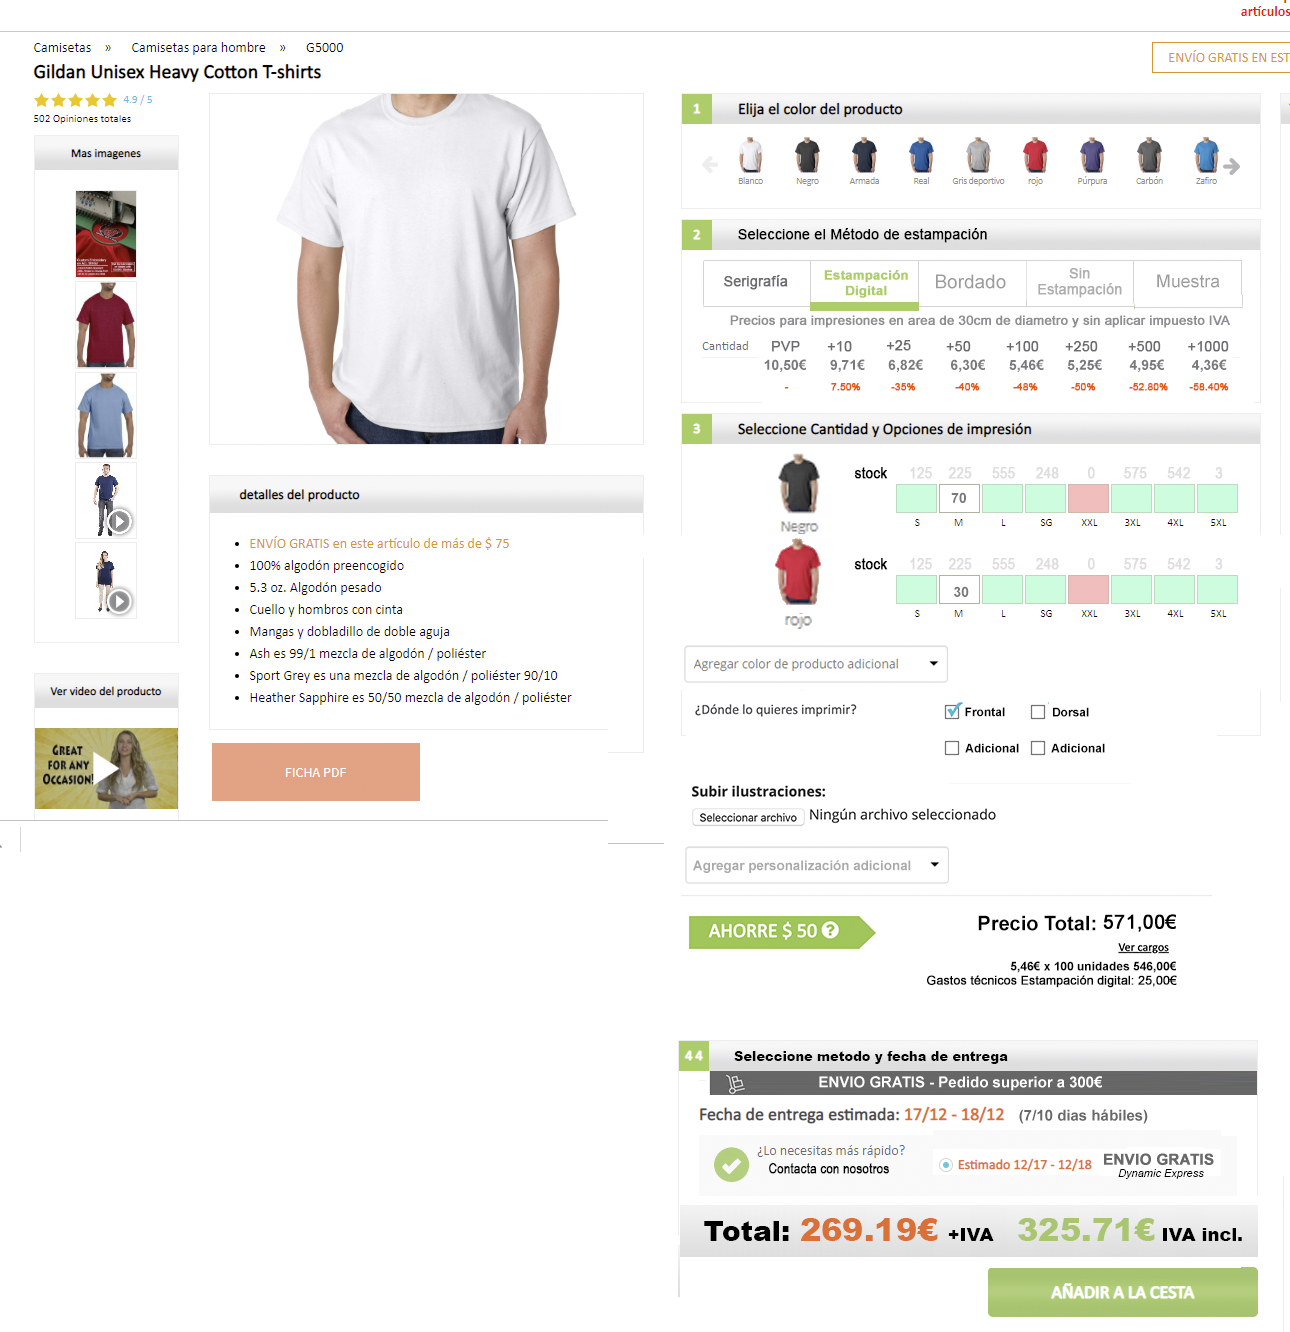 artículos
Camisetas » Camisetas para hombre » G5000
ENVÍO GRATIS EN EST
Gildan Unisex Heavy Cotton T-shirts
4.9 / 5
502 Opiniones totales
Mas imagenes
Ver video del producto
GREAT
FOR ANY
OCCASION!
detalles del producto
ENVÍO GRATIS en este artículo de más de $ 75
100% algodón preencogido
5.3 oz. Algodón pesado
Cuello y hombros con cinta
Mangas y dobladillo de doble aguja
Ash es 99/1 mezcla de algodón / poliéster
Sport Grey es una mezcla de algodón / poliéster 90/10
Heather Sapphire es 50/50 mezcla de algodón / poliéster
FICHA PDF
1 Elija el color del producto
Blanco Negro Armada Real Gris deportivo rojo Púrpura Carbón Zafiro
2 Seleccione el Método de estampación
Serigrafía Estampación Digital Bordado Sin Estampación Muestra
Precios para impresiones en area de 30cm de diametro y sin aplicar impuesto IVA
Cantidad PVP +10 +25 +50 +100 +250 +500 +1000
10,50€ 9,71€ 6,82€ 6,30€ 5,46€ 5,25€ 4,95€ 4,36€
- 7.50% -35% -40% -48% -50% -52.80% -58.40%
3 Seleccione Cantidad y Opciones de impresión
stock 125 225 555 248 0 575 542 3
70
Negro S M L SG XXL 3XL 4XL 5XL
stock 125 225 555 248 0 575 542 3
30
rojo S M L SG XXL 3XL 4XL 5XL
Agregar color de producto adicional
¿Dónde lo quieres imprimir? Frontal Dorsal
Adicional Adicional
Subir ilustraciones:
Seleccionar archivo Ningún archivo seleccionado
Agregar personalización adicional
AHORRE $ 50 ?
Precio Total: 571,00€
Ver cargos
5,46€ x 100 unidades 546,00€
Gastos técnicos Estampación digital: 25,00€
44 Seleccione metodo y fecha de entrega
ENVIO GRATIS - Pedido superior a 300€
Fecha de entrega estimada: 17/12 - 18/12 (7/10 dias hábiles)
¿Lo necesitas más rápido?
Contacta con nosotros
Estimado 12/17 - 12/18 ENVIO GRATIS
Dynamic Express
Total: 269.19€ +IVA 325.71€ IVA incl.
AÑADIR A LA CESTA